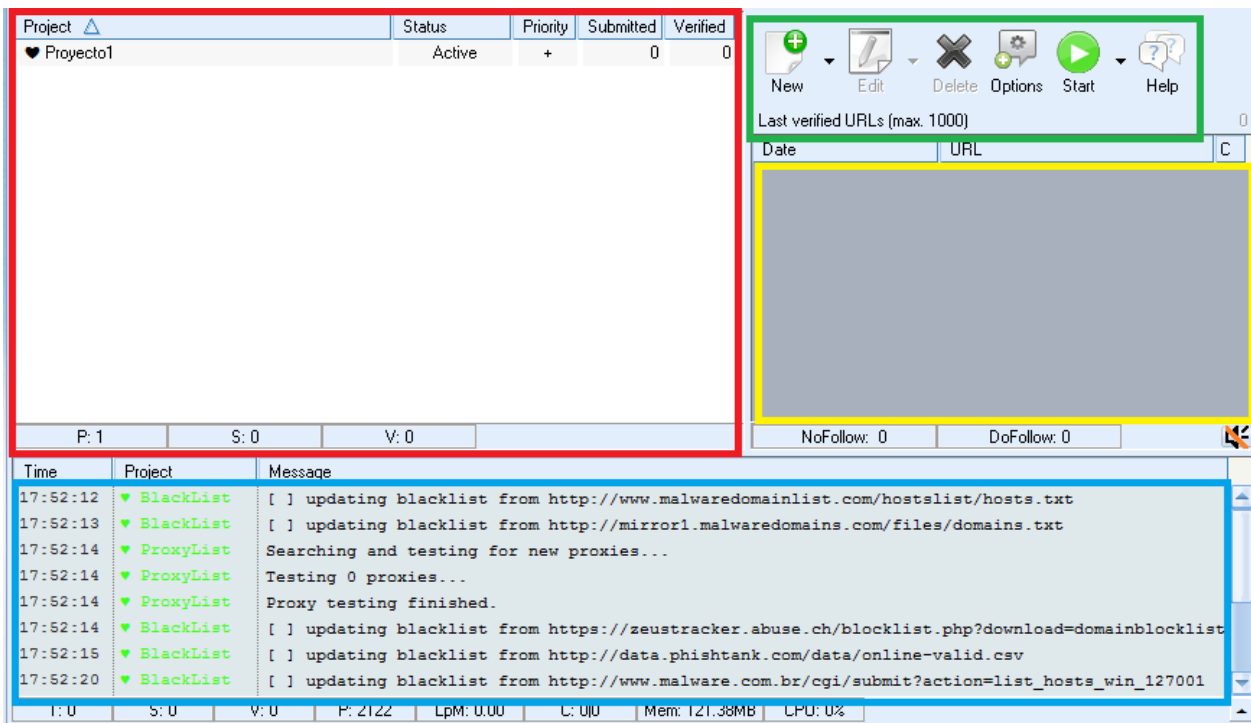 Project Status Priority Submitted Verified
Proyecto1 Active + 0 0
P: 1 S: 0 V: 0
New Edit Delete Options Start Help
Last verified URLs (max. 1000) 0
Date URL C
NoFollow: 0 DoFollow: 0
Time Project Message
17:52:12 BlackList [ ] updating blacklist from http://www.malwaredomainlist.com/hostslist/hosts.txt
17:52:13 BlackList [ ] updating blacklist from http://mirror1.malwaredomains.com/files/domains.txt
17:52:14 ProxyList Searching and testing for new proxies...
17:52:14 ProxyList Testing 0 proxies...
17:52:14 ProxyList Proxy testing finished.
17:52:14 BlackList [ ] updating blacklist from https://zeustracker.abuse.ch/blocklist.php?download=domainblocklist
17:52:15 BlackList [ ] updating blacklist from http://data.phishtank.com/data/online-valid.csv
17:52:20 BlackList [ ] updating blacklist from http://www.malware.com.br/cgi/submit?action=list_hosts_win_127001
T: 0 S: 0 V: 0 P: 2122 LpM: 0.00 C: 0|0 Mem: 121.38MB CPU: 0%